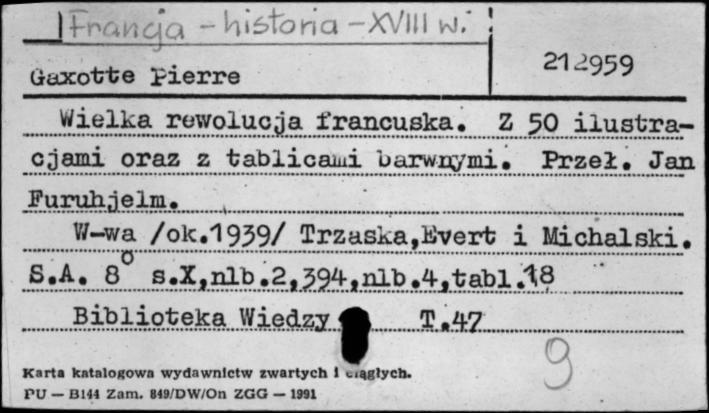 Francja - historia - XVIII w.
Gaxotte Pierre
212959
Wielka rewolucja francuska. Z 50 ilustra-
cjami oraz z tablicami barwnymi. Przeł. Jan
Furuhjelm.
W-wa /ok.1939/ Trzaska,Evert i Michalski.
S.A. 8° s.X,nlb.2,394,nlb.4,tabl.18
Biblioteka Wiedzy T.47
9
Karta katalogowa wydawnictw zwartych i ciągłych.
PU — B144 Zam. 849/DW/On ZGG — 1991